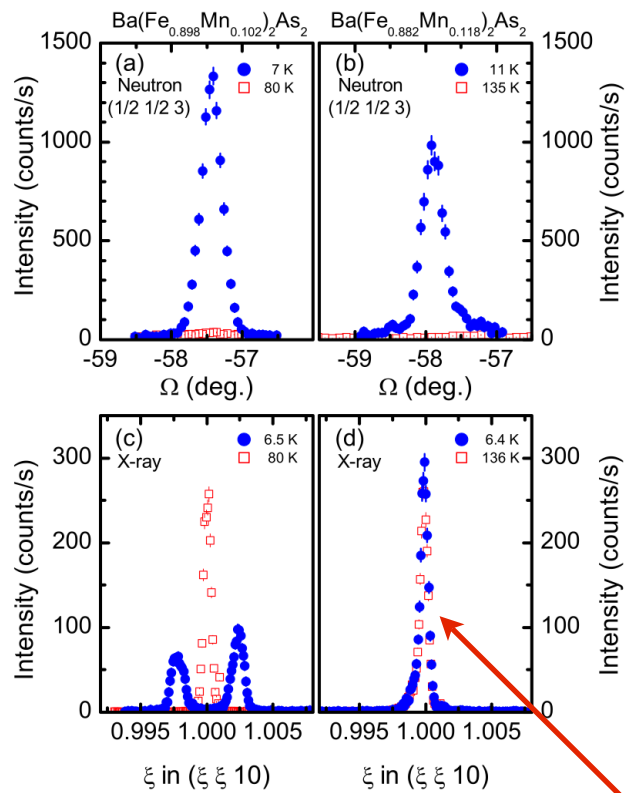 Ba(Fe0.898Mn0.102)2As2
Ba(Fe0.882Mn0.118)2As2
1500
1000
500
0
Intensity (counts/s)
(a)
Neutron
(1/2 1/2 3)
7 K
80 K
-59
-58
-57
Ω (deg.)
(b)
Neutron
(1/2 1/2 3)
11 K
135 K
-59
-58
-57
Ω (deg.)
1500
1000
500
0
Intensity (counts/s)
300
200
100
0
Intensity (counts/s)
(c)
X-ray
6.5 K
80 K
0.995
1.000
1.005
ξ in (ξ ξ 10)
(d)
X-ray
6.4 K
136 K
0.995
1.000
1.005
ξ in (ξ ξ 10)
300
200
100
0
Intensity (counts/s)